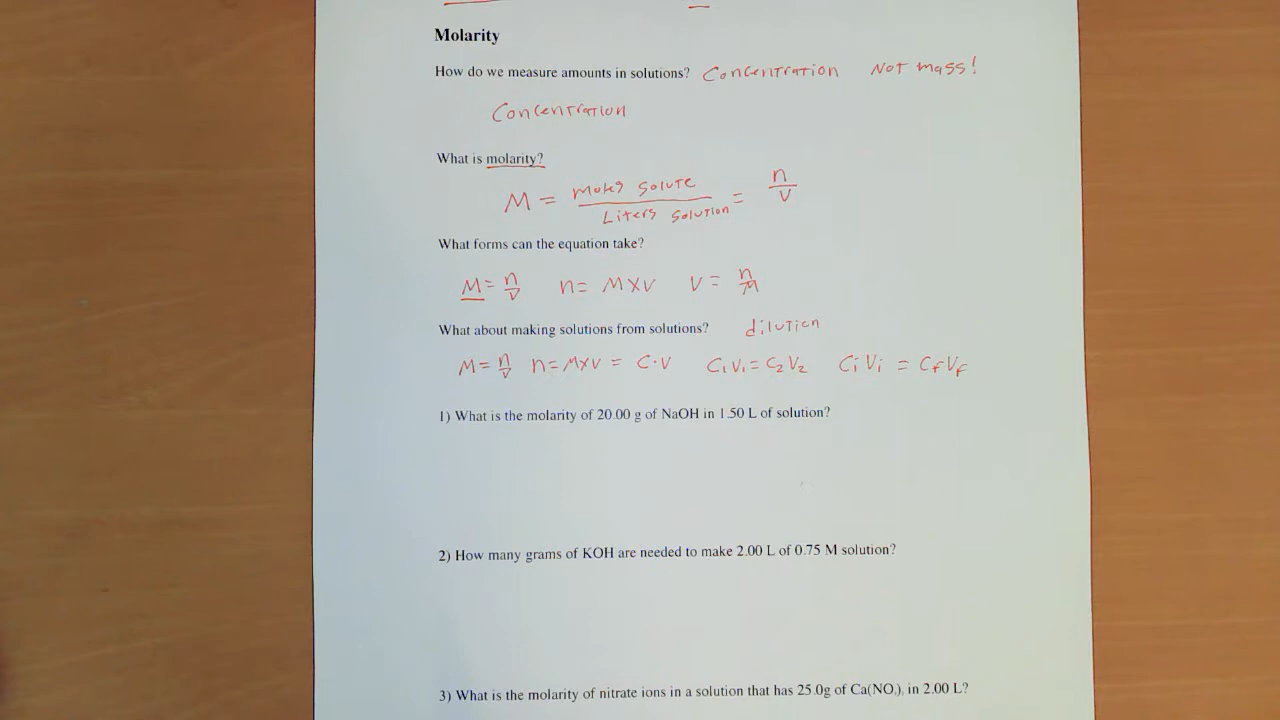 Molarity
How do we measure amounts in solutions? Concentration NOT mass!
Concentration
What is molarity?
M = moles solute / Liters solution = n / V
What forms can the equation take?
M = n/V n = M×V V = n/M
What about making solutions from solutions? dilution
M = n/V n = M×V = C·V C₁V₁ = C₂V₂ CᵢVᵢ = CfVf
1) What is the molarity of 20.00 g of NaOH in 1.50 L of solution?
2) How many grams of KOH are needed to make 2.00 L of 0.75 M solution?
3) What is the molarity of nitrate ions in a solution that has 25.0g of Ca(NO₃)₂ in 2.00 L?